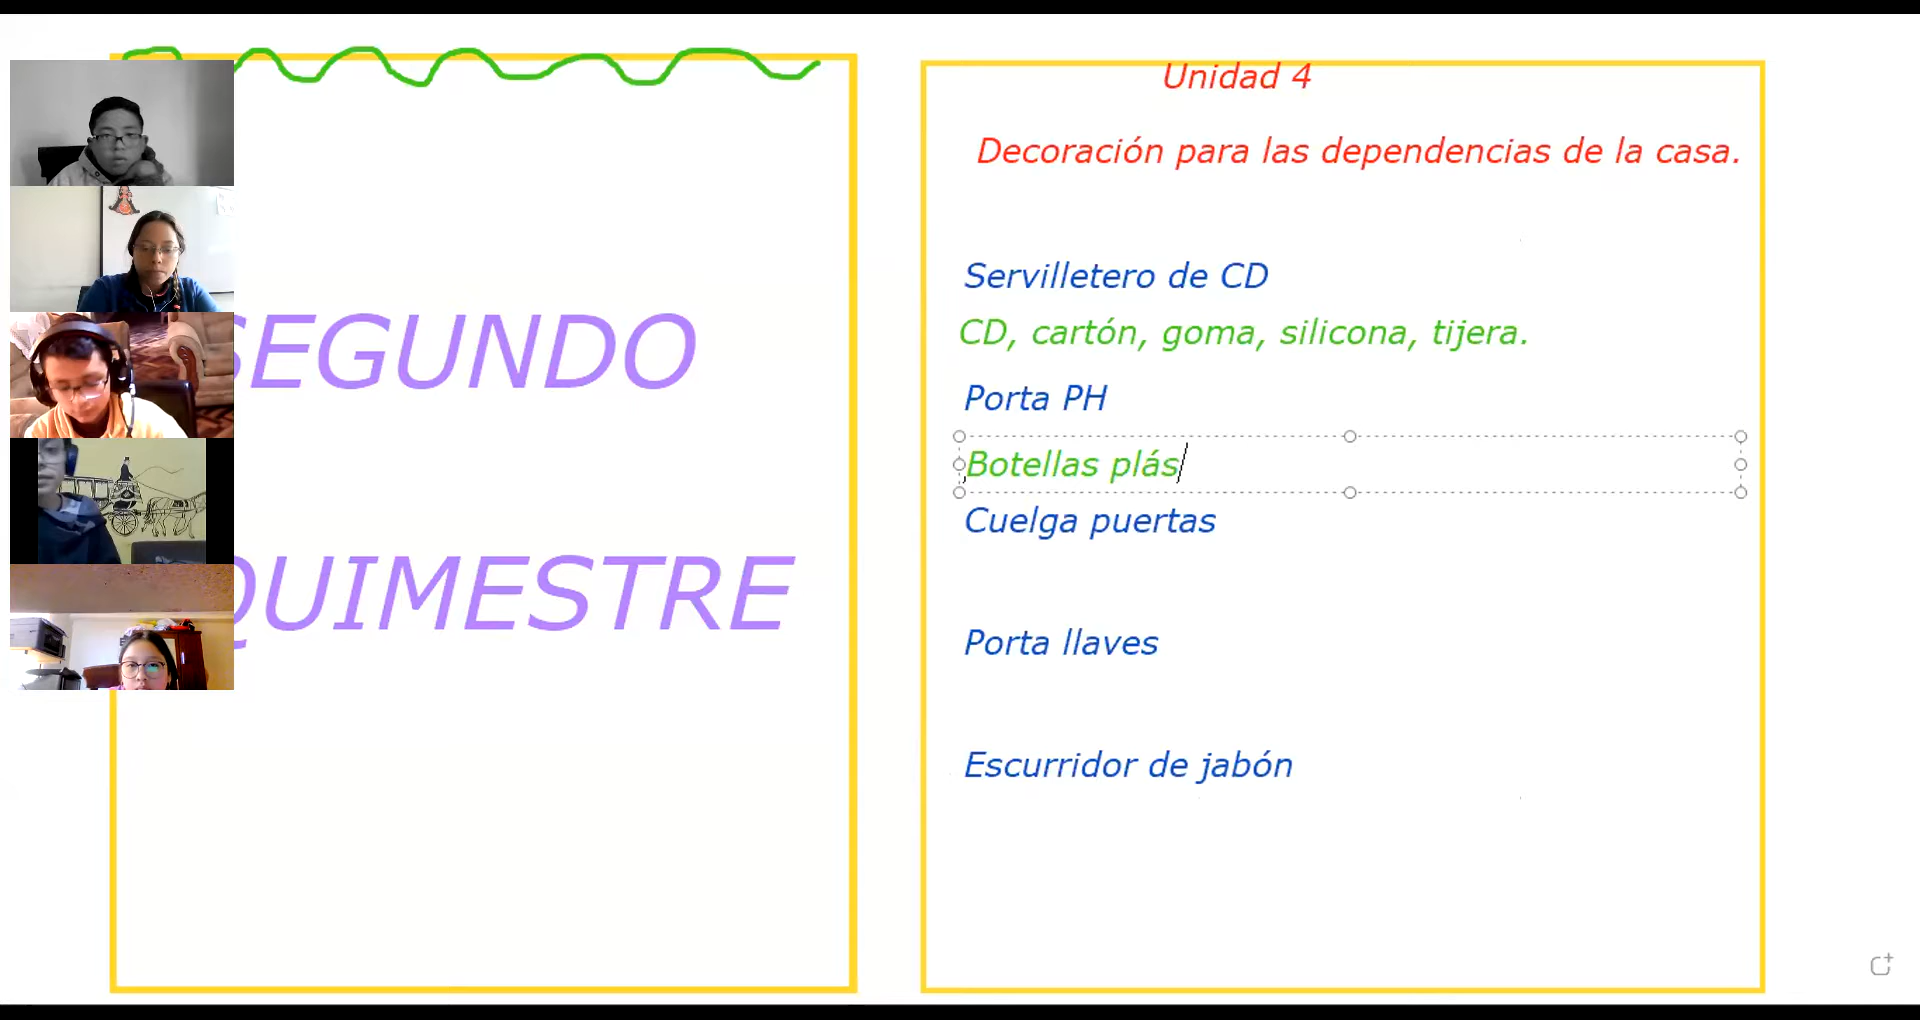 SEGUNDO
QUIMESTRE
Unidad 4
Decoración para las dependencias de la casa.
Servilletero de CD
CD, cartón, goma, silicona, tijera.
Porta PH
Botellas plás
Cuelga puertas
Porta llaves
Escurridor de jabón